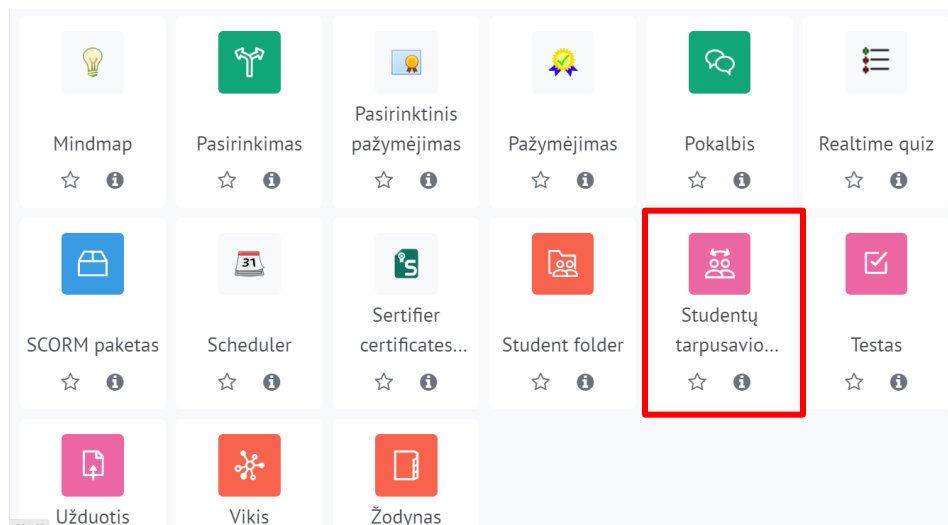 Mindmap
Pasirinkimas
Pasirinktinis
pažymėjimas
Pažymėjimas
Pokalbis
Realtime quiz
31
S
SCORM paketas
Scheduler
Sertifier
certificates...
Student folder
Studentų
tarpusavio...
Testas
Užduotis
Vikis
Žodynas